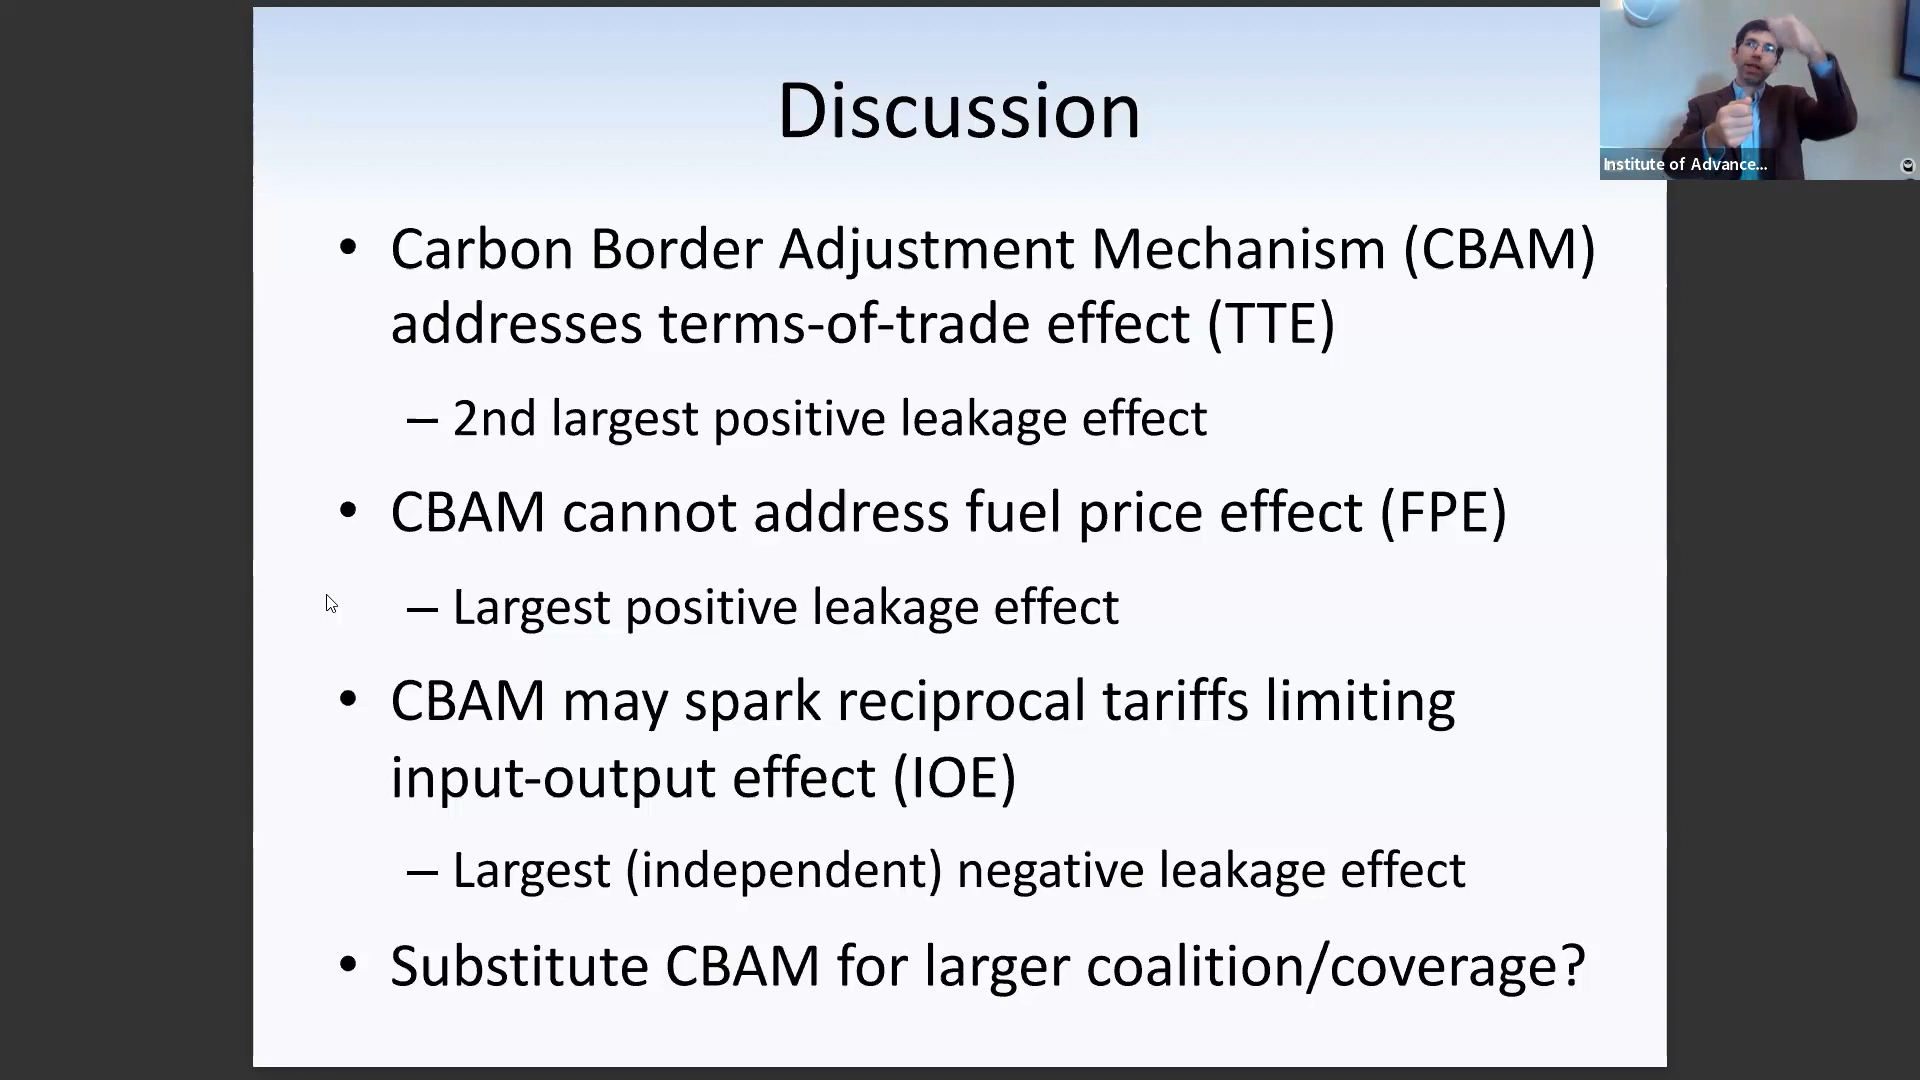 Discussion
Institute of Advance...
• Carbon Border Adjustment Mechanism (CBAM)
addresses terms-of-trade effect (TTE)
– 2nd largest positive leakage effect
• CBAM cannot address fuel price effect (FPE)
– Largest positive leakage effect
• CBAM may spark reciprocal tariffs limiting
input-output effect (IOE)
– Largest (independent) negative leakage effect
• Substitute CBAM for larger coalition/coverage?